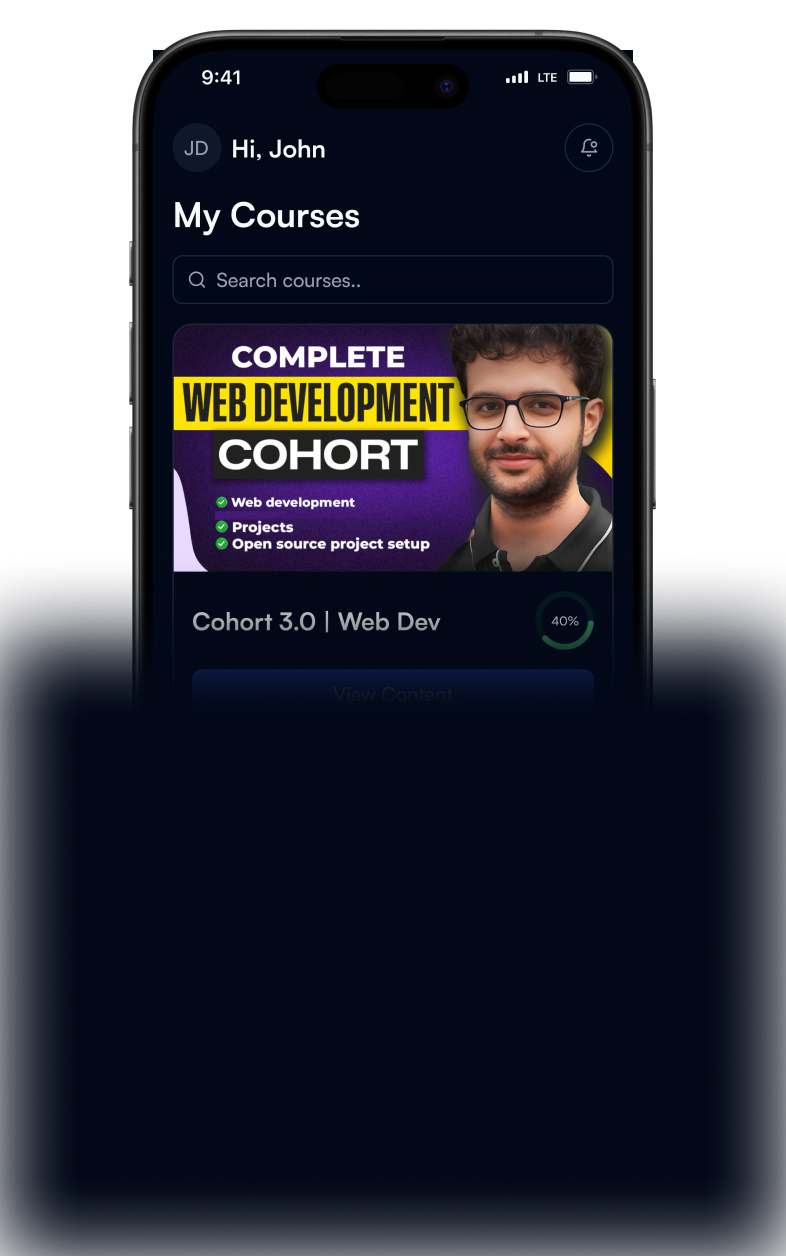 9:41
LTE
JD
Hi, John
My Courses
Search courses..
COMPLETE
WEB DEVELOPMENT
COHORT
Web development
Projects
Open source project setup
Cohort 3.0 | Web Dev
40%
View Content